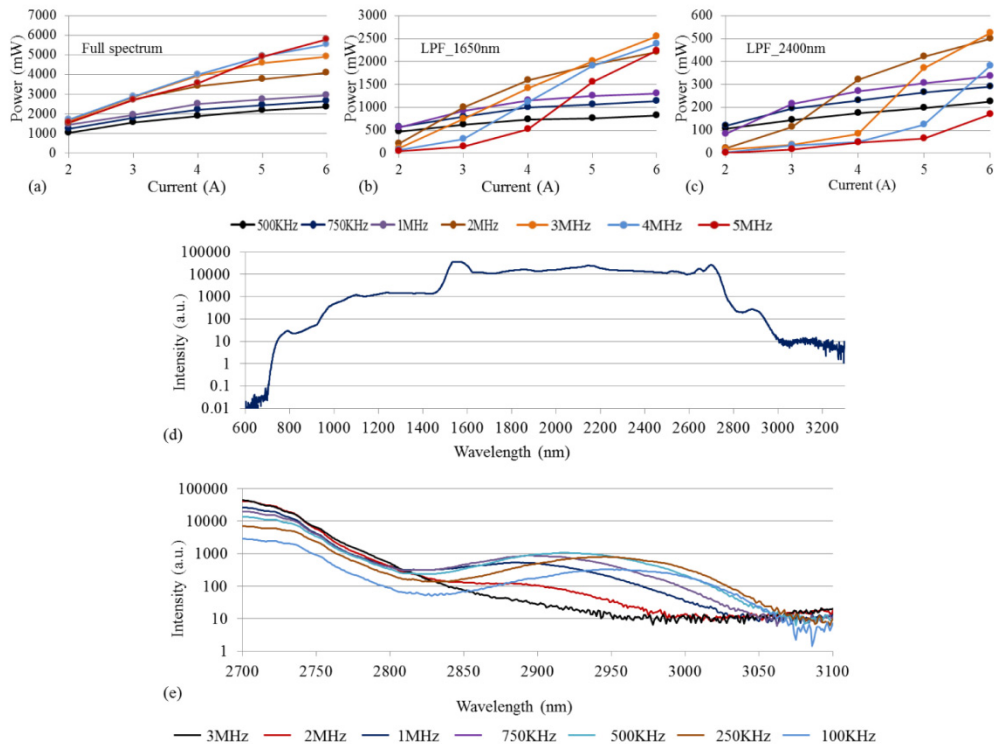 7000
6000
5000
4000
3000
2000
1000
0
Power (mW)
Full spectrum
2 3 4 5 6
Current (A)
(a)
3000
2500
2000
1500
1000
500
0
Power (mW)
LPF_1650nm
2 3 4 5 6
Current (A)
(b)
600
500
400
300
200
100
0
Power (mW)
LPF_2400nm
2 3 4 5 6
Current (A)
(c)
500KHz 750KHz 1MHz 2MHz 3MHz 4MHz 5MHz
100000
10000
1000
100
10
1
0.1
0.01
Intensity (a.u.)
600 800 1000 1200 1400 1600 1800 2000 2200 2400 2600 2800 3000 3200
Wavelength (nm)
(d)
100000
10000
1000
100
10
1
Intensity (a.u.)
2700 2750 2800 2850 2900 2950 3000 3050 3100
Wavelength (nm)
(e)
3MHz 2MHz 1MHz 750KHz 500KHz 250KHz 100KHz